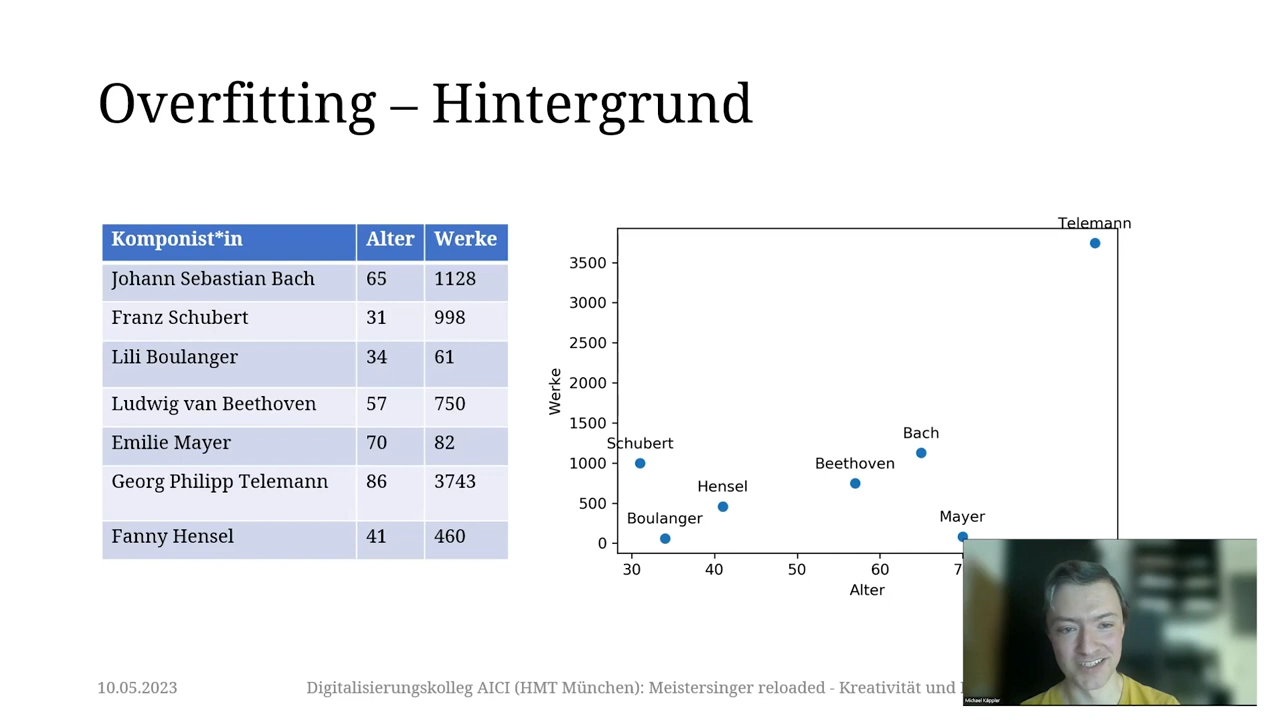 Overfitting – Hintergrund
Komponist*in Alter Werke
Johann Sebastian Bach 65 1128
Franz Schubert 31 998
Lili Boulanger 34 61
Ludwig van Beethoven 57 750
Emilie Mayer 70 82
Georg Philipp Telemann 86 3743
Fanny Hensel 41 460
Telemann
3500
3000
2500
2000
1500
1000
500
0
Werke
Schubert
Boulanger
Hensel
Beethoven
Bach
Mayer
30 40 50 60
Alter
10.05.2023
Digitalisierungskolleg AICI (HMT München): Meistersinger reloaded - Kreativität und
Michael Käppler